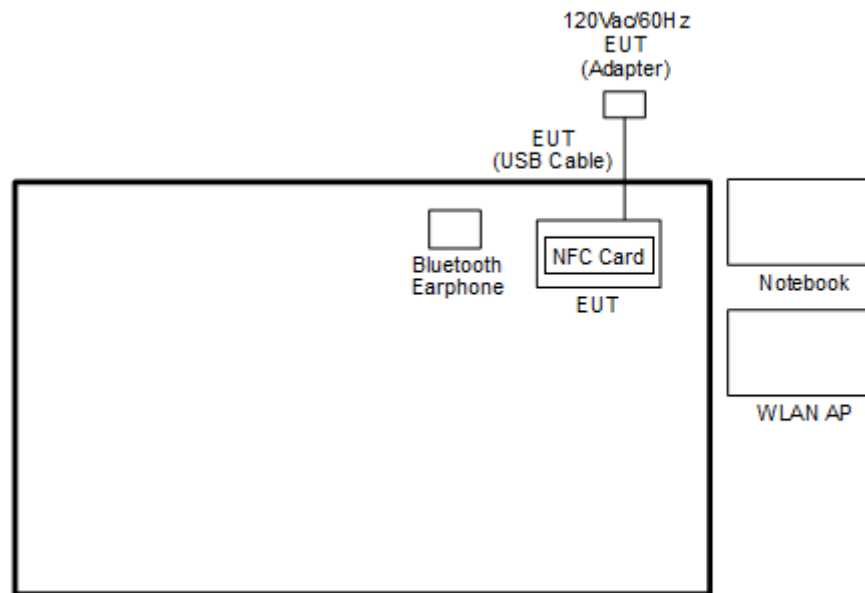 120Vac/60Hz
EUT
(Adapter)
EUT
(USB Cable)
Bluetooth
Earphone
NFC Card
EUT
Notebook
WLAN AP